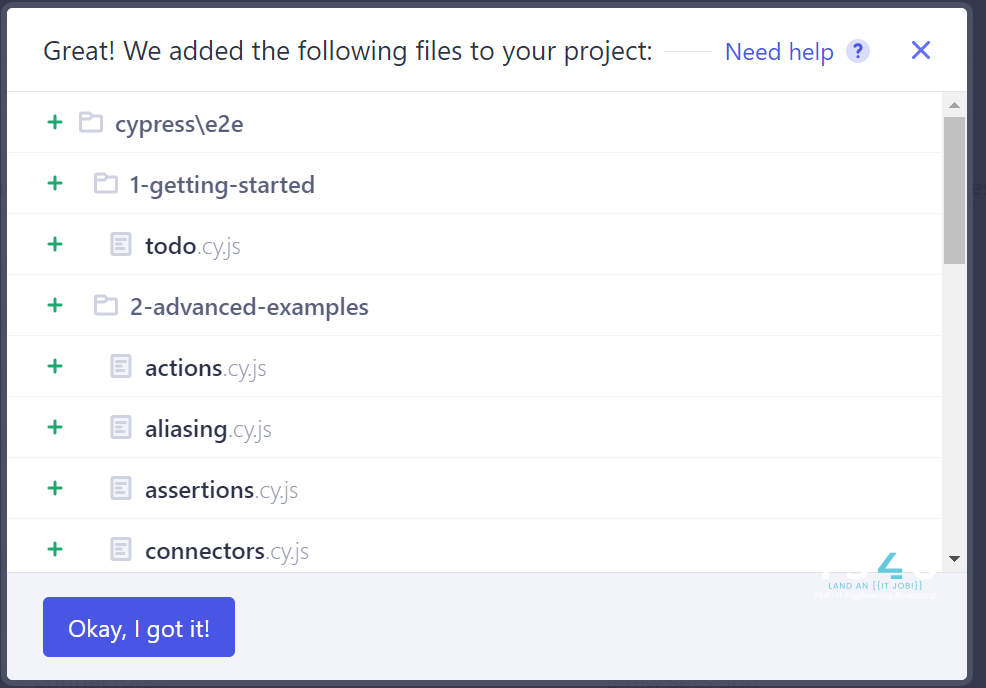 Great! We added the following files to your project:
Need help ?
cypress\e2e
1-getting-started
todo.cy.js
2-advanced-examples
actions.cy.js
aliasing.cy.js
assertions.cy.js
connectors.cy.js
LAND AN {{IT JOB!}}
Okay, I got it!